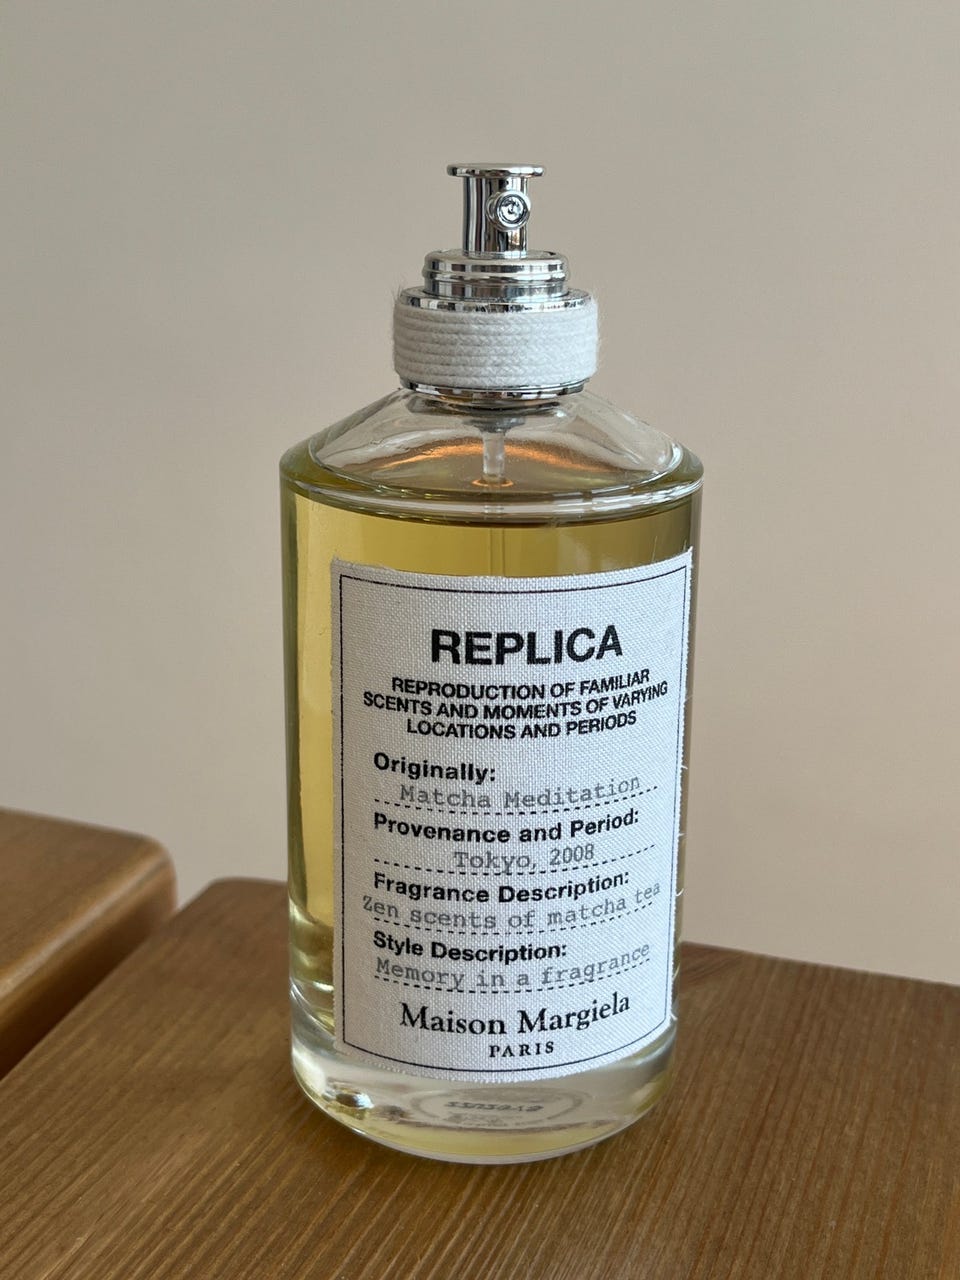 REPLICA
REPRODUCTION OF FAMILIAR
SCENTS AND MOMENTS OF VARYING
LOCATIONS AND PERIODS
Originally:
Matcha Meditation
Provenance and Period:
Tokyo, 2008
Fragrance Description:
Zen scents of matcha tea
Style Description:
Memory in a fragrance
Maison Margiela
PARIS